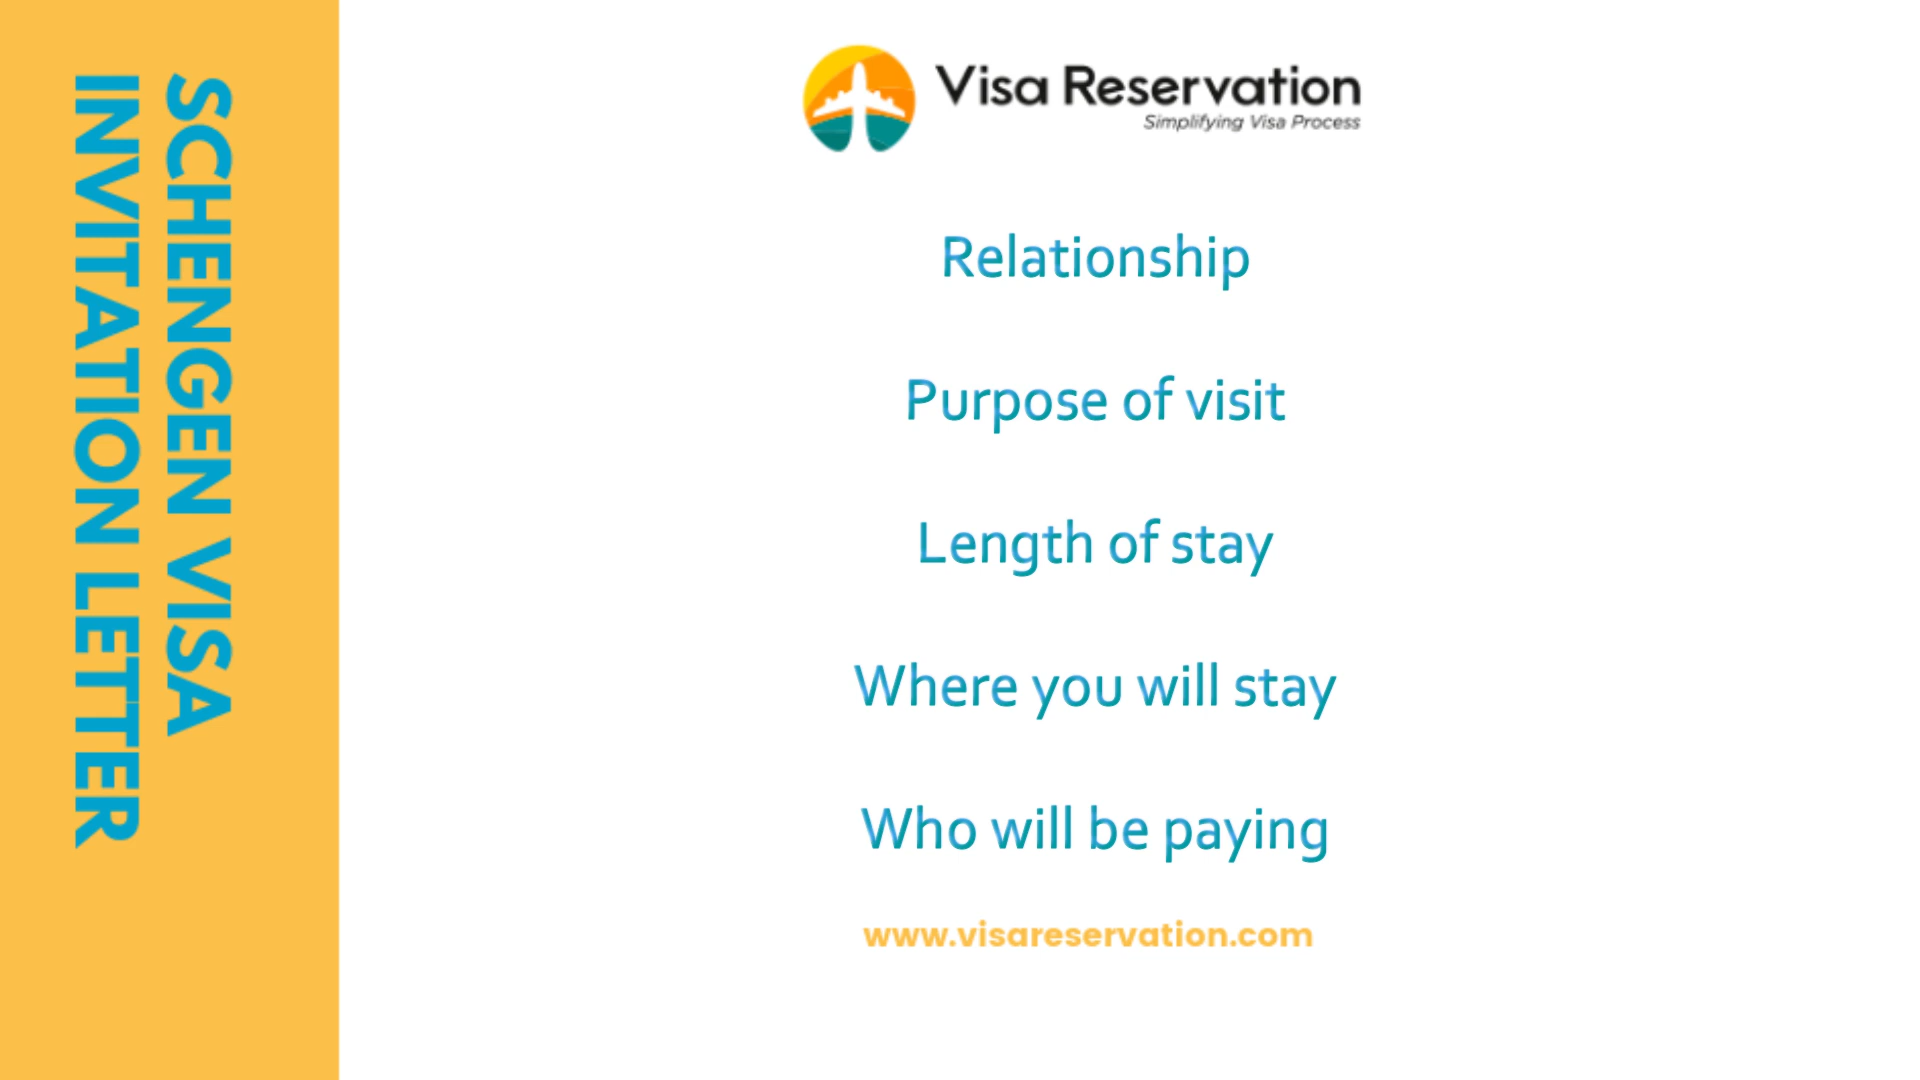 SCHENGEN VISA
INVITATION LETTER
Visa Reservation
Simplifying Visa Process
Relationship
Purpose of visit
Length of stay
Where you will stay
Who will be paying
www.visareservation.com